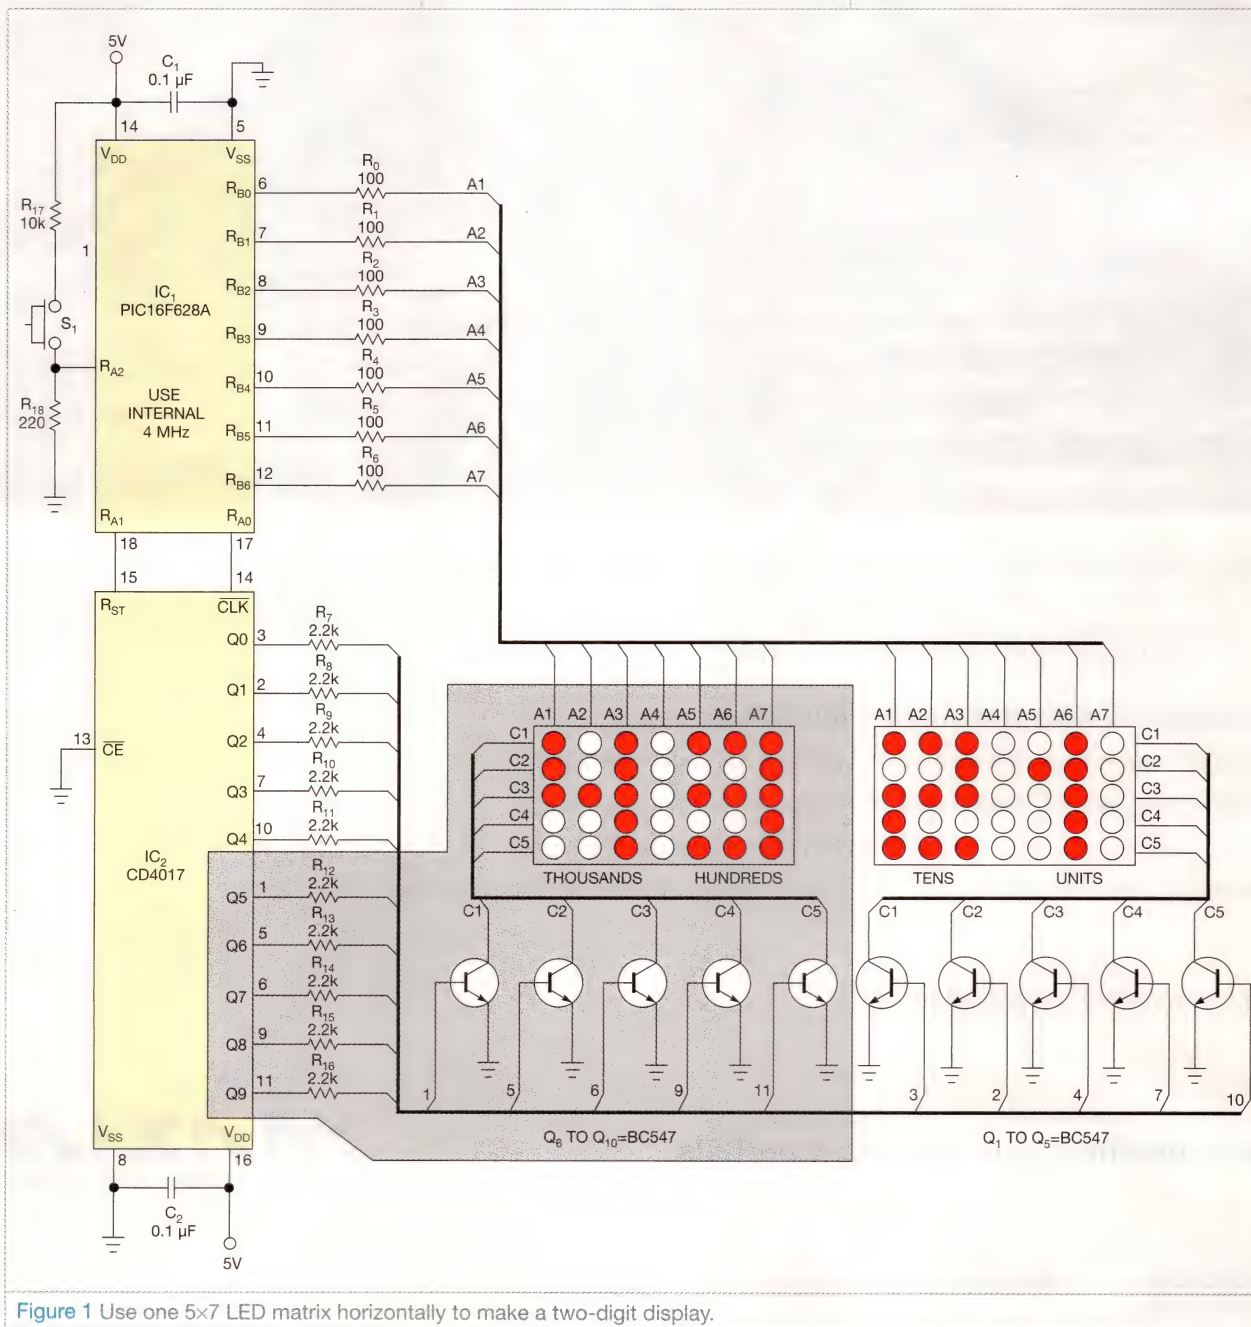 5V
C1
0.1 µF
14
5
VDD
VSS
R17
10k
1
IC1
PIC16F628A
S1
RA2
USE
INTERNAL
4 MHz
R18
220
RB0
6
R0
100
A1
RB1
7
R1
100
A2
RB2
8
R2
100
A3
RB3
9
R3
100
A4
RB4
10
R4
100
A5
RB5
11
R5
100
A6
RB6
12
R6
100
A7
RA1
RA0
18
17
15
14
RST
CLK
Q0
3
R7
2.2k
Q1
2
R8
2.2k
Q2
4
R9
2.2k
13
CE
Q3
7
R10
2.2k
Q4
10
R11
2.2k
IC2
CD4017
Q5
1
R12
2.2k
Q6
5
R13
2.2k
Q7
6
R14
2.2k
Q8
9
R15
2.2k
Q9
11
R16
2.2k
VSS
VDD
8
16
C2
0.1 µF
5V
A1 A2 A3 A4 A5 A6 A7
C1
C2
C3
C4
C5
THOUSANDS HUNDREDS
C1 C2 C3 C4 C5
1 5 6 9 11
Q6 TO Q10=BC547
A1 A2 A3 A4 A5 A6 A7
C1
C2
C3
C4
C5
TENS UNITS
C1 C2 C3 C4 C5
3 2 4 7 10
Q1 TO Q5=BC547
Figure 1 Use one 5×7 LED matrix horizontally to make a two-digit display.